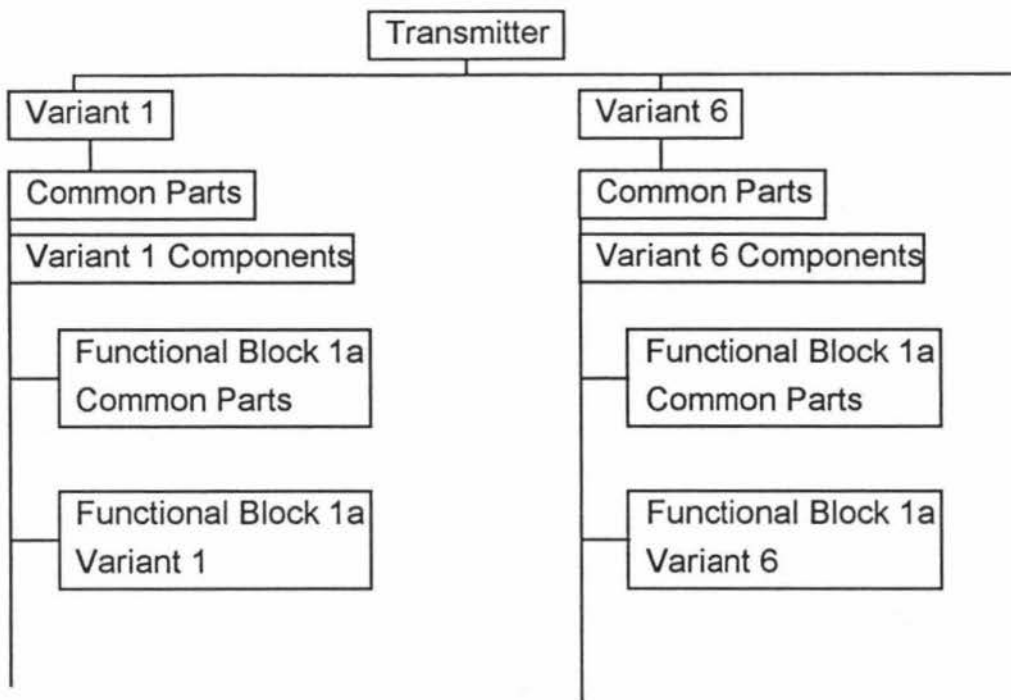 Transmitter
Variant 1
Variant 6
Common Parts
Common Parts
Variant 1 Components
Variant 6 Components
Functional Block 1a
Common Parts
Functional Block 1a
Common Parts
Functional Block 1a
Variant 1
Functional Block 1a
Variant 6